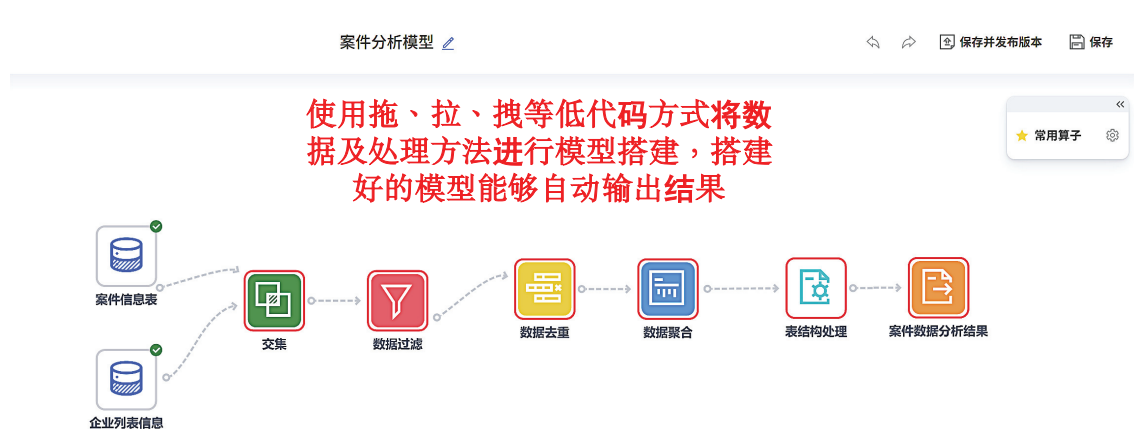 案件分析模型
保存并发布版本
保存
使用拖、拉、拽等低代码方式将数
据及处理方法进行模型搭建，搭建
好的模型能够自动输出结果
常用算子
案件信息表
交集
数据过滤
数据去重
数据聚合
表结构处理
案件数据分析结果
企业列表信息